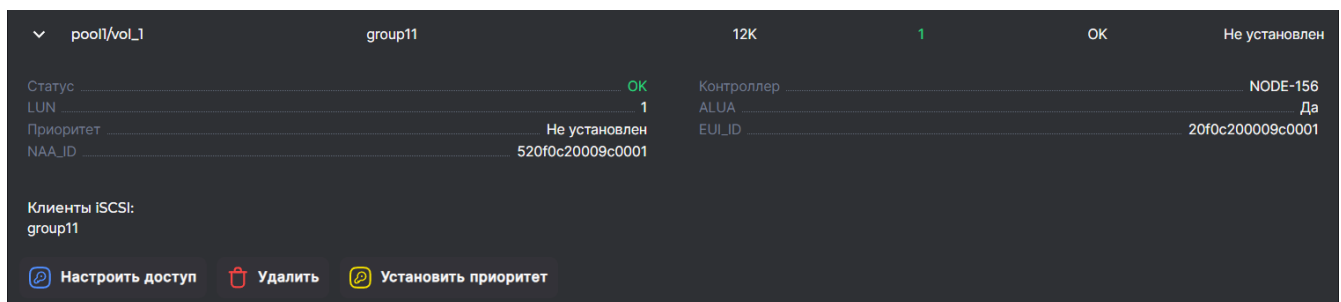 pool1/vol_1 group11 12K 1 OK Не установлен
Статус OK Контроллер NODE-156
LUN 1 ALUA Да
Приоритет Не установлен EUI_ID 20f0c200009c0001
NAA_ID 520f0c20009c0001
Клиенты iSCSI:
group11
Настроить доступ Удалить Установить приоритет